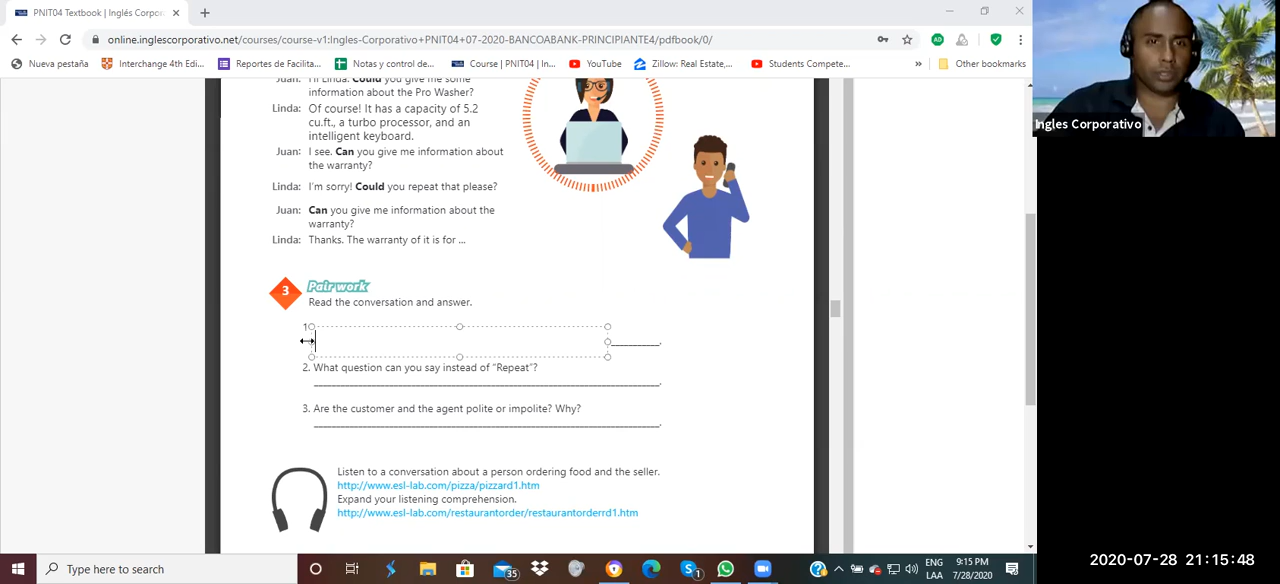 PNIT04 Textbook | Inglés Corpor
online.inglescorporativo.net/courses/course-v1:Ingles-Corporativo+PNIT04+07-2020-BANCOABANK-PRINCIPIANTE4/pdfbook/0/
Nueva pestaña
Interchange 4th Edi...
Reportes de Facilita...
Notas y control de...
Course | PNIT04 | In...
YouTube
Zillow: Real Estate,...
Students Compete...
»
Other bookmarks
Ingles Corporativo
Juan: Hi Linda. Could you give me some
information about the Pro Washer?
Linda: Of course! It has a capacity of 5.2
cu.ft., a turbo processor, and an
intelligent keyboard.
Juan: I see. Can you give me information about
the warranty?
Linda: I'm sorry! Could you repeat that please?
Juan: Can you give me information about the
warranty?
Linda: Thanks. The warranty of it is for ...
3 Pair work
Read the conversation and answer.
1
2. What question can you say instead of "Repeat"?
3. Are the customer and the agent polite or impolite? Why?
Listen to a conversation about a person ordering food and the seller.
http://www.esl-lab.com/pizza/pizzard1.htm
Expand your listening comprehension.
http://www.esl-lab.com/restaurantorder/restaurantorderrd1.htm
Type here to search
35
1
ENG
LAA
9:15 PM
7/28/2020
2020-07-28 21:15:48